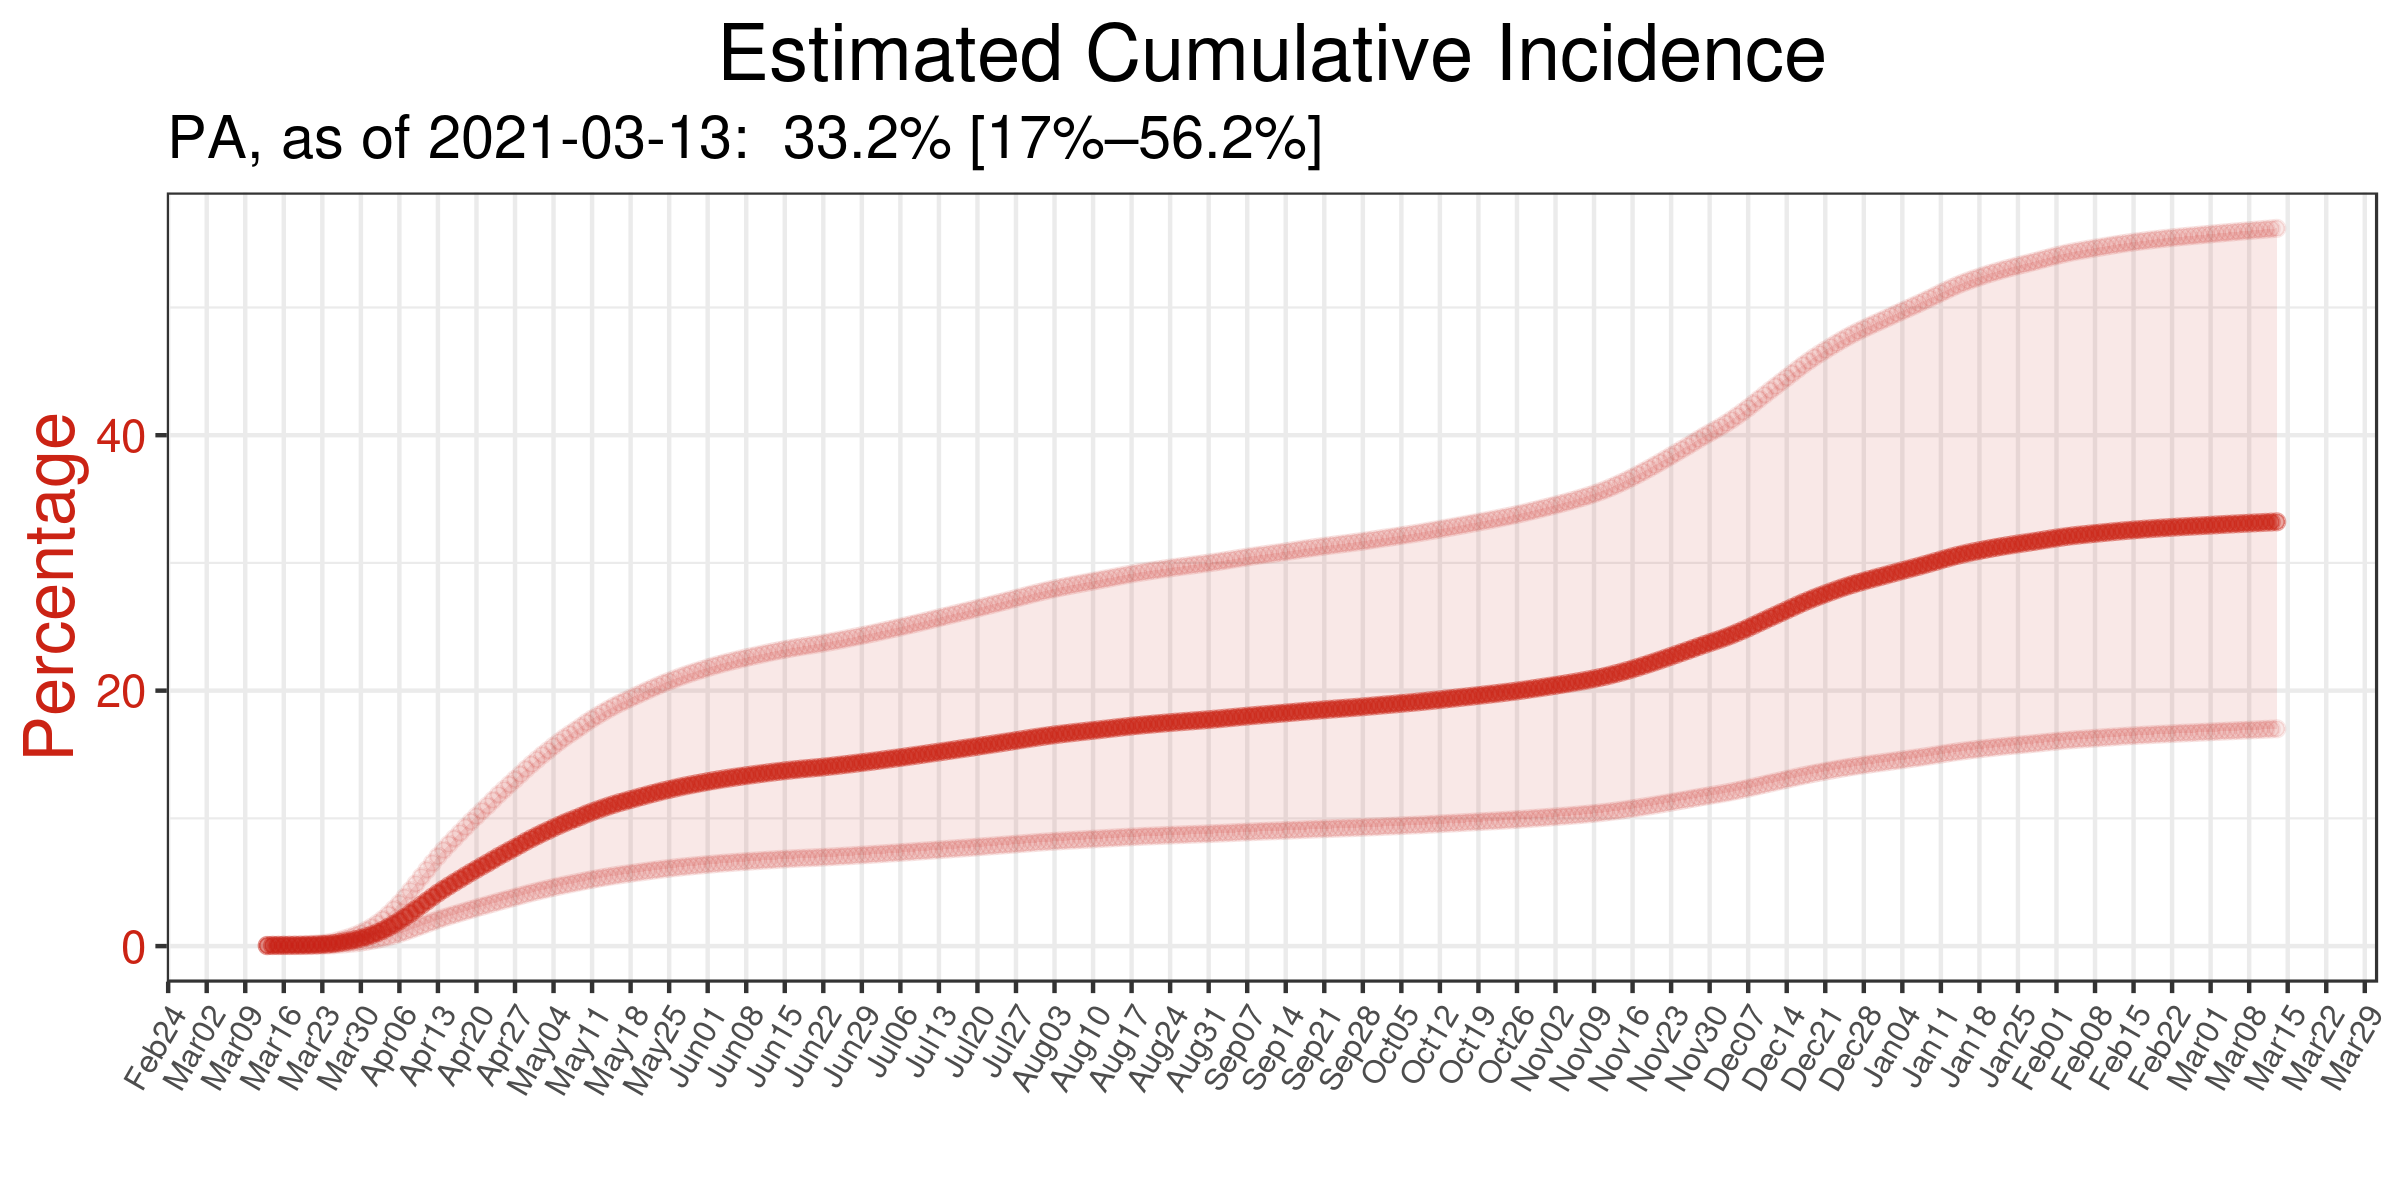 Estimated Cumulative Incidence
PA, as of 2021-03-13:  33.2% [17%–56.2%]
Percentage
40
20
0
Feb24
Mar02
Mar09
Mar16
Mar23
Mar30
Apr06
Apr13
Apr20
Apr27
May04
May11
May18
May25
Jun01
Jun08
Jun15
Jun22
Jun29
Jul06
Jul13
Jul20
Jul27
Aug03
Aug10
Aug17
Aug24
Aug31
Sep07
Sep14
Sep21
Sep28
Oct05
Oct12
Oct19
Oct26
Nov02
Nov09
Nov16
Nov23
Nov30
Dec07
Dec14
Dec21
Dec28
Jan04
Jan11
Jan18
Jan25
Feb01
Feb08
Feb15
Feb22
Mar01
Mar08
Mar15
Mar22
Mar29